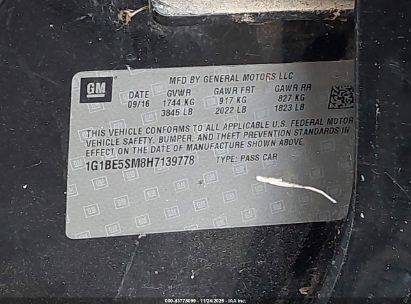 GM
MFD BY GENERAL MOTORS LLC
DATE GVWR GAWR FRT GAWR RR
09/16 1744 KG 917 KG 827 KG
3845 LB 2022 LB 1823 LB
THIS VEHICLE CONFORMS TO ALL APPLICABLE U.S. FEDERAL MOTOR
VEHICLE SAFETY, BUMPER, AND THEFT PREVENTION STANDARDS IN
EFFECT ON THE DATE OF MANUFACTURE SHOWN ABOVE.
1G1BE5SM8H7139778 TYPE: PASS CAR